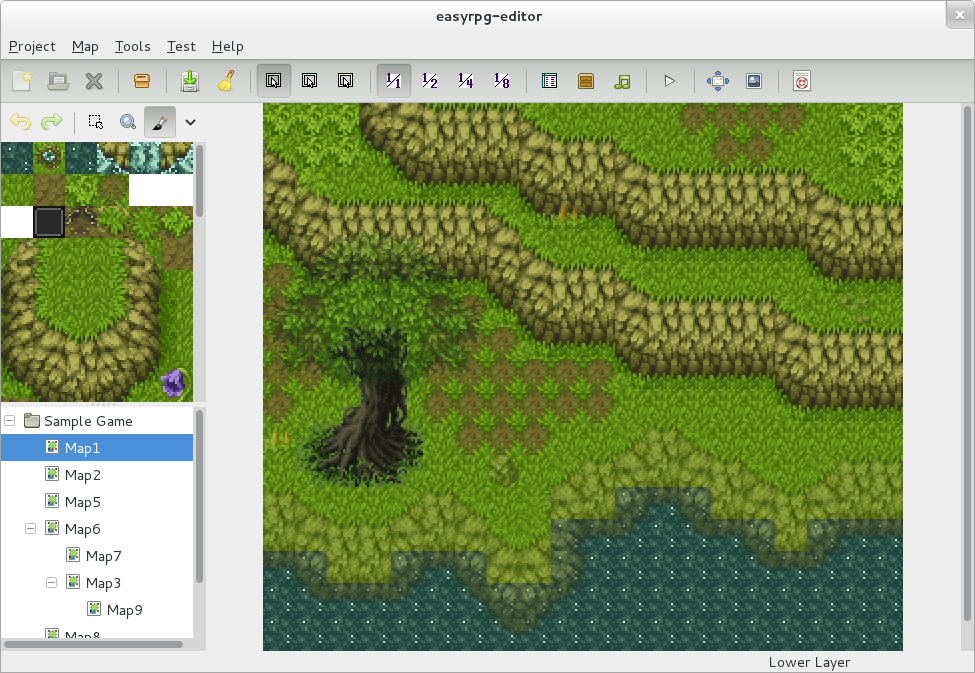 easyrpg-editor
Project Map Tools Test Help
1/1 1/2 1/4 1/8
Sample Game
Map1
Map2
Map5
Map6
Map7
Map3
Map9
Map8
Lower Layer